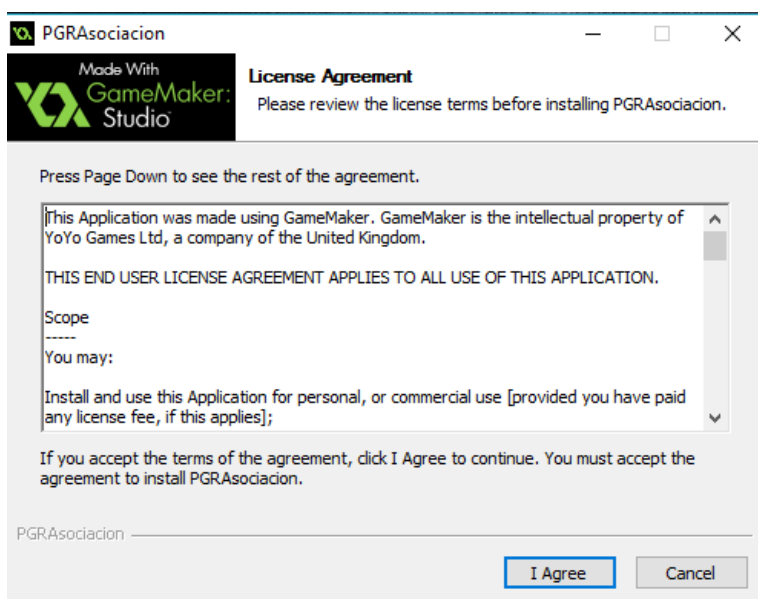 PGRAsociacion
Made With
GameMaker:
Studio
License Agreement
Please review the license terms before installing PGRAsociacion.
Press Page Down to see the rest of the agreement.
This Application was made using GameMaker. GameMaker is the intellectual property of
YoYo Games Ltd, a company of the United Kingdom.
THIS END USER LICENSE AGREEMENT APPLIES TO ALL USE OF THIS APPLICATION.
Scope
-----
You may:
Install and use this Application for personal, or commercial use [provided you have paid
any license fee, if this applies];
If you accept the terms of the agreement, click I Agree to continue. You must accept the
agreement to install PGRAsociacion.
PGRAsociacion
I Agree
Cancel